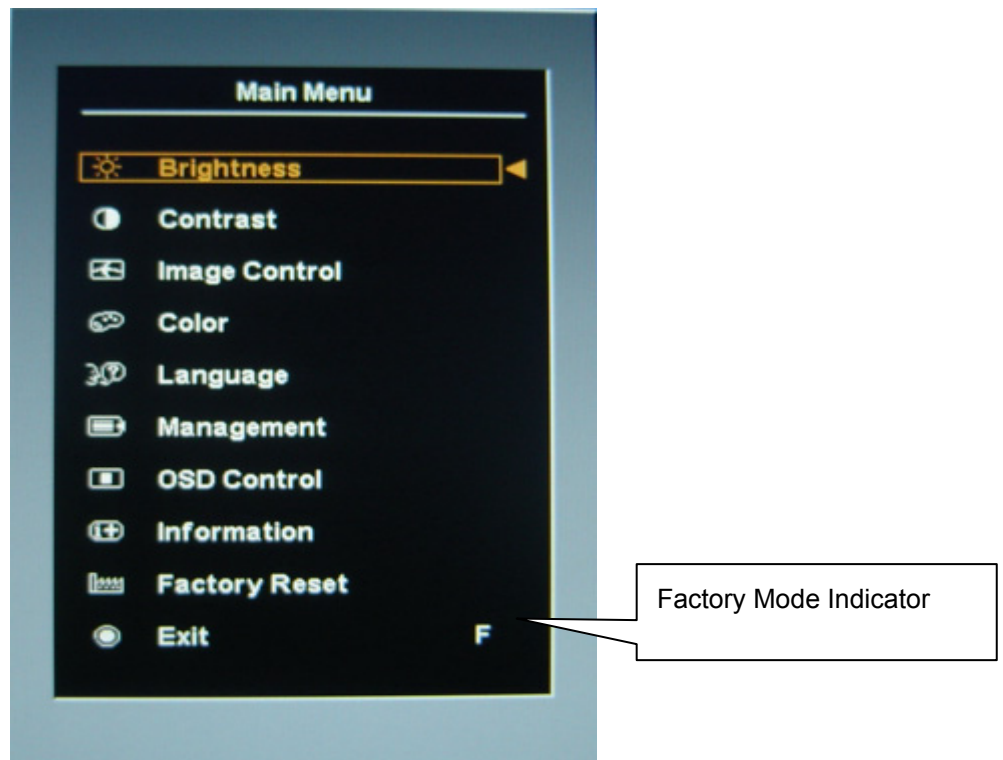 Main Menu
Brightness
Contrast
Image Control
Color
Language
Management
OSD Control
Information
Factory Reset
Exit F
Factory Mode Indicator